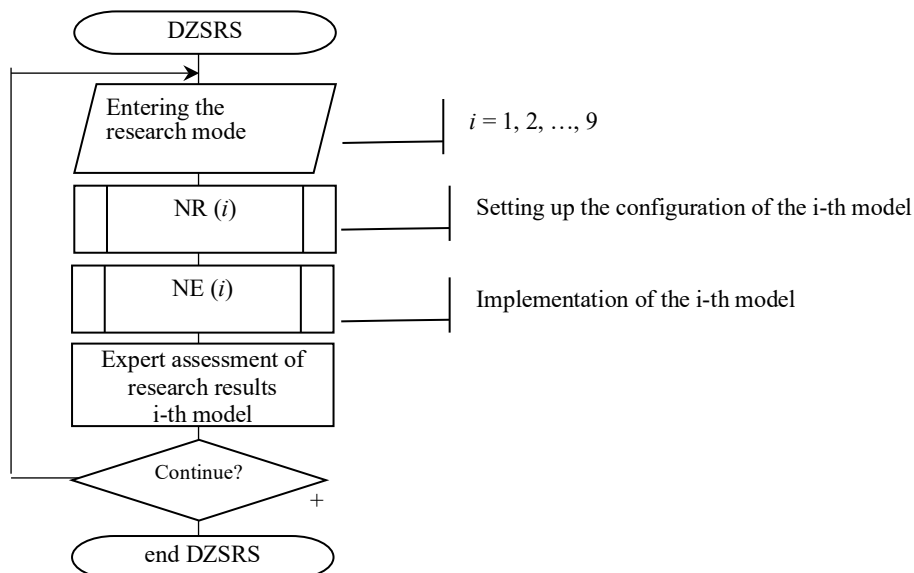 DZSRS
Entering the
research mode
i = 1, 2, …, 9
NR (i)
Setting up the configuration of the i-th model
NE (i)
Implementation of the i-th model
Expert assessment of
research results
i-th model
Continue?
+
end DZSRS